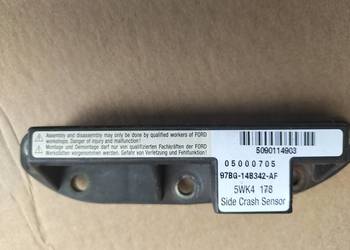 Assembly and disassembly may only be done by qualified workers of FORD
workshops. Danger of injury and malfunction!
Montage und Demontage darf nur von qualifizierten Fachkräften der FORD
Werkstätten vorgenommen werden. Gefahr von Verletzung und Fehlfunktion!
5090114903
05000705
97BG-14B342-AF
5WK4 178
Side Crash Sensor